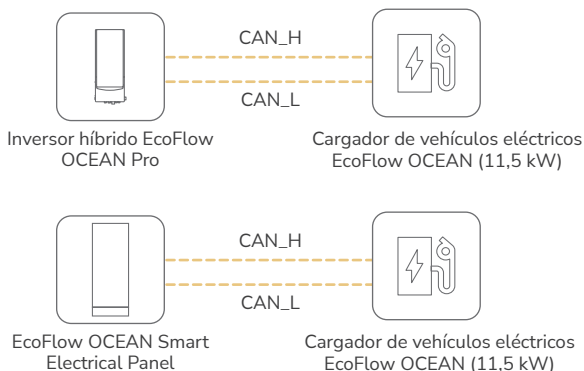 CAN_H
CAN_L
Inversor híbrido EcoFlow
OCEAN Pro
Cargador de vehículos eléctricos
EcoFlow OCEAN (11,5 kW)
CAN_H
CAN_L
EcoFlow OCEAN Smart
Electrical Panel
Cargador de vehículos eléctricos
EcoFlow OCEAN (11,5 kW)